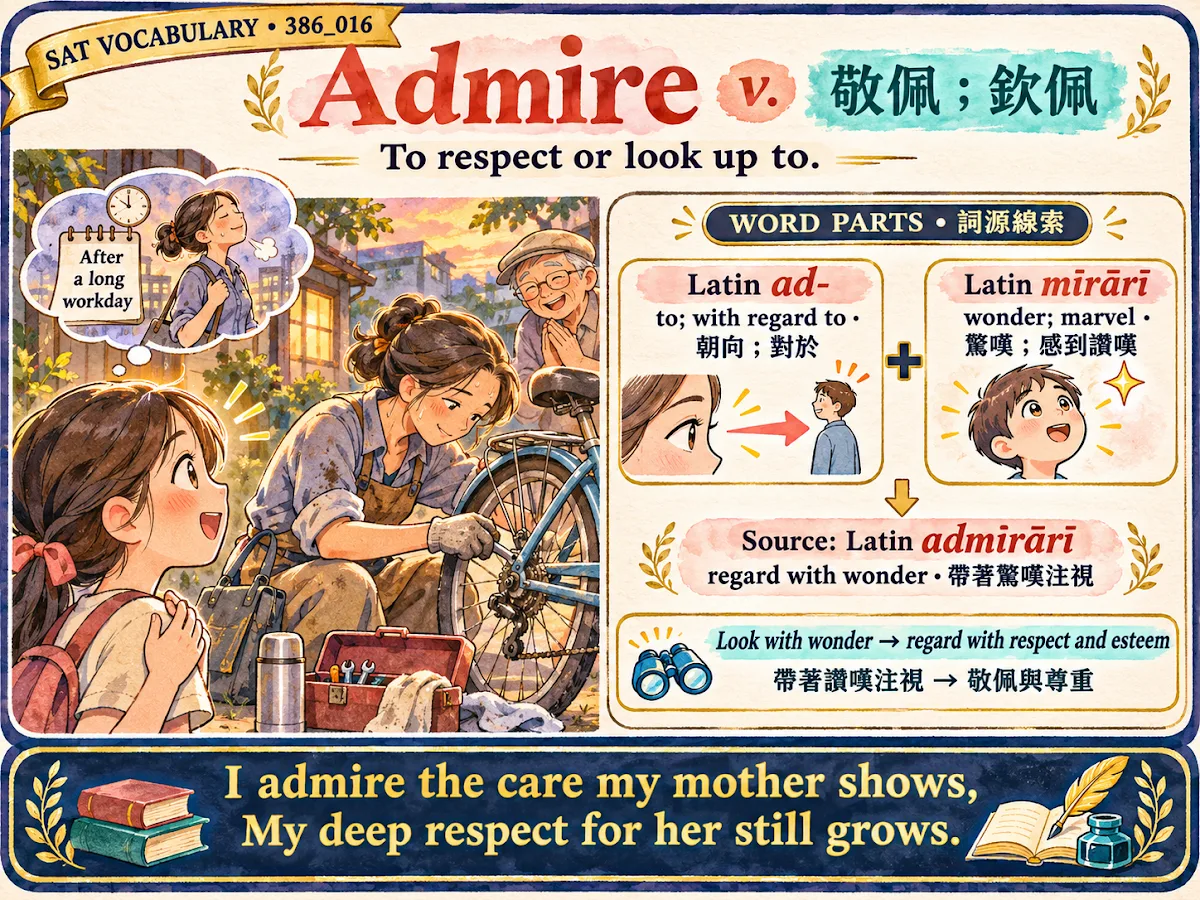 SAT VOCABULARY • 386_016
Admire v. 敬佩；欽佩
To respect or look up to.
After
a long
workday
WORD PARTS • 詞源線索
Latin ad-
to; with regard to •
朝向；對於
+
Latin mīrārī
wonder; marvel •
驚嘆；感到讚嘆
Source: Latin admīrārī
regard with wonder • 帶著驚嘆注視
Look with wonder → regard with respect and esteem
帶著讚嘆注視 → 敬佩與尊重
I admire the care my mother shows,
My deep respect for her still grows.